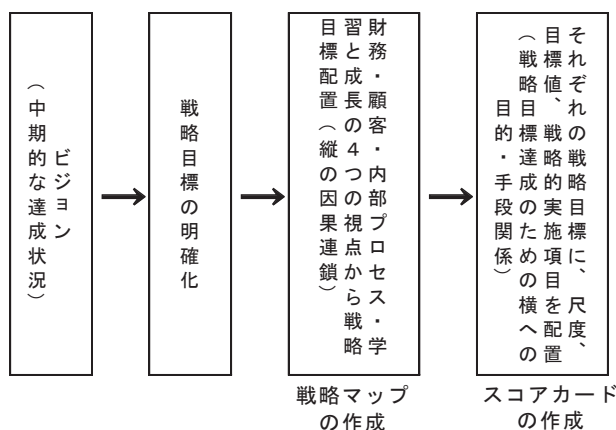 ビジョン
（中期的な達成状況）
戦略目標の明確化
財務・顧客・内部プロセス・学
習と成長の４つの視点から戦略
目標配置（縦の因果連鎖）
戦略マップ
の作成
それぞれの戦略目標に、尺度、
目標値、戦略的実施項目を配置
（戦略目標達成のための横への
目的・手段関係）
スコアカード
の作成